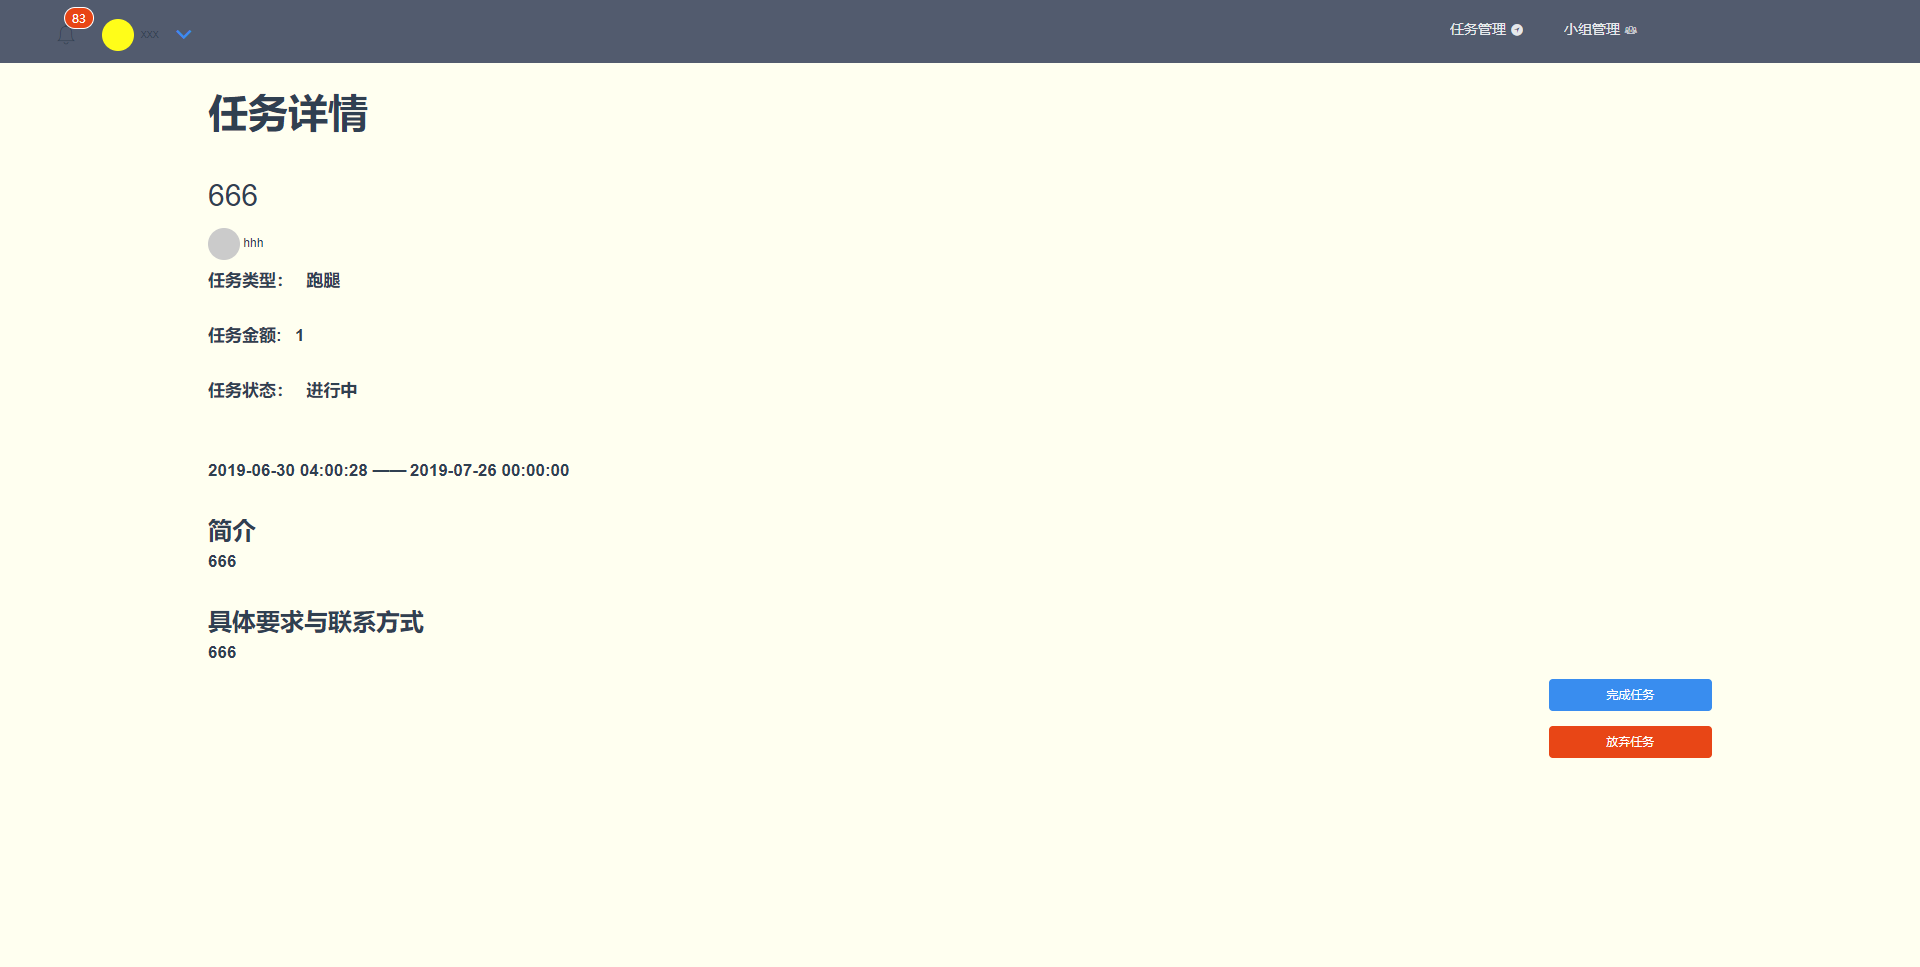 83
xxx
任务管理
小组管理
任务详情
666
hhh
任务类型： 跑腿
任务金额: 1
任务状态： 进行中
2019-06-30 04:00:28 —— 2019-07-26 00:00:00
简介
666
具体要求与联系方式
666
完成任务
放弃任务